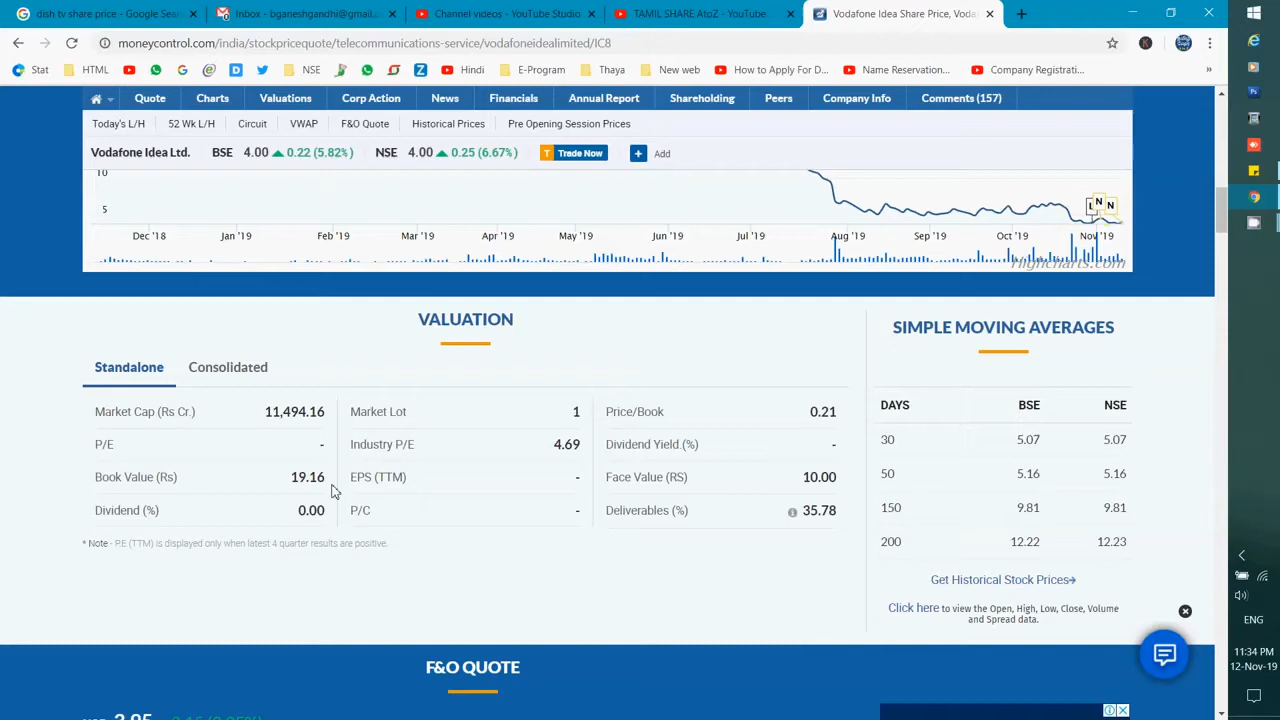 dish tv share price - Google Sea
Inbox - bganeshgandhi@gmail.c
Channel videos - YouTube Studio
TAMIL SHARE AtoZ - YouTube
Vodafone Idea Share Price, Voda
moneycontrol.com/india/stockpricequote/telecommunications-service/vodafoneidealimited/IC8
Stat HTML NSE Hindi E-Program Thaya New web How to Apply For D... Name Reservation... Company Registrati...
Quote Charts Valuations Corp Action News Financials Annual Report Shareholding Peers Company Info Comments (157)
Today's L/H 52 Wk L/H Circuit VWAP F&O Quote Historical Prices Pre Opening Session Prices
Vodafone Idea Ltd. BSE 4.00 0.22 (5.82%) NSE 4.00 0.25 (6.67%) T Trade Now + Add
10
5
L N N
Dec '18 Jan '19 Feb '19 Mar '19 Apr '19 May '19 Jun '19 Jul '19 Aug '19 Sep '19 Oct '19 Nov '19
Highcharts.com
VALUATION
Standalone Consolidated
Market Cap (Rs Cr.) 11,494.16 Market Lot 1 Price/Book 0.21
P/E - Industry P/E 4.69 Dividend Yield.(%) -
Book Value (Rs) 19.16 EPS (TTM) - Face Value (RS) 10.00
Dividend (%) 0.00 P/C - Deliverables (%) 35.78
* Note - P.E (TTM) is displayed only when latest 4 quarter results are positive.
SIMPLE MOVING AVERAGES
DAYS BSE NSE
30 5.07 5.07
50 5.16 5.16
150 9.81 9.81
200 12.22 12.23
Get Historical Stock Prices
Click here to view the Open, High, Low, Close, Volume
and Spread data.
F&O QUOTE
ENG
11:34 PM
12-Nov-19